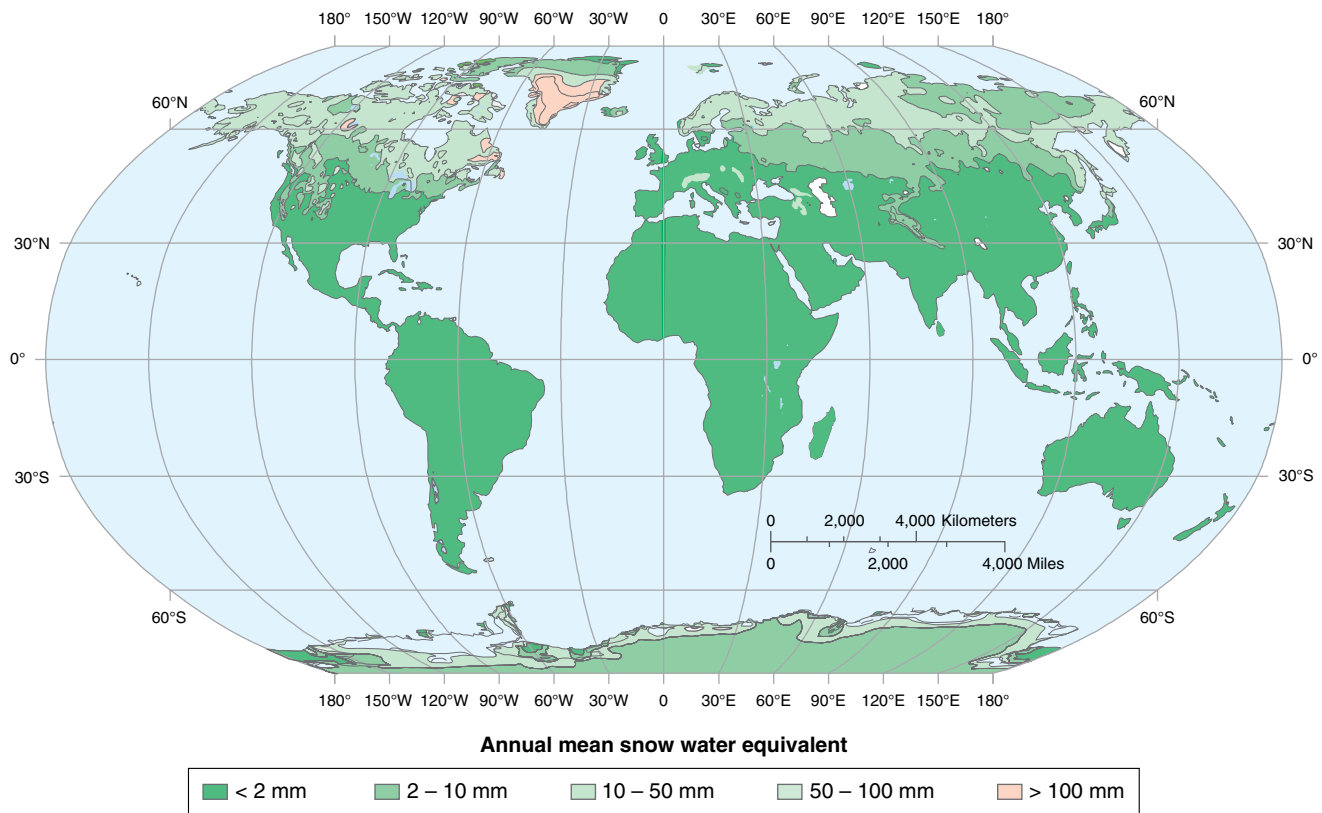 180° 150°W 120°W 90°W 60°W 30°W 0 30°E 60°E 90°E 120°E 150°E 180°
60°N 60°N
30°N 30°N
0° 0°
30°S 30°S
0 2,000 4,000 Kilometers
0 2,000 4,000 Miles
60°S 60°S
180° 150°W 120°W 90°W 60°W 30°W 0 30°E 60°E 90°E 120°E 150°E 180°
Annual mean snow water equivalent
< 2 mm 2 – 10 mm 10 – 50 mm 50 – 100 mm > 100 mm